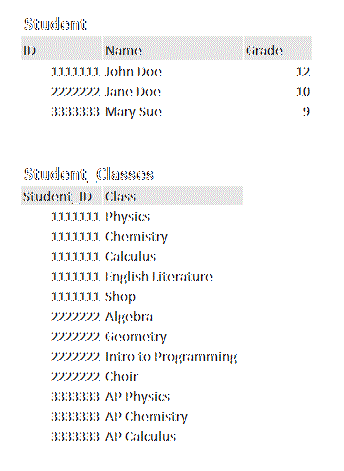 Student
ID Name Grade
1111111 John Doe 12
2222222 Jane Doe 10
3333333 Mary Sue 9
Student_Classes
Student_ID Class
1111111 Physics
1111111 Chemistry
1111111 Calculus
1111111 English Literature
1111111 Shop
2222222 Algebra
2222222 Geometry
2222222 Intro to Programming
2222222 Choir
3333333 AP Physics
3333333 AP Chemistry
3333333 AP Calculus